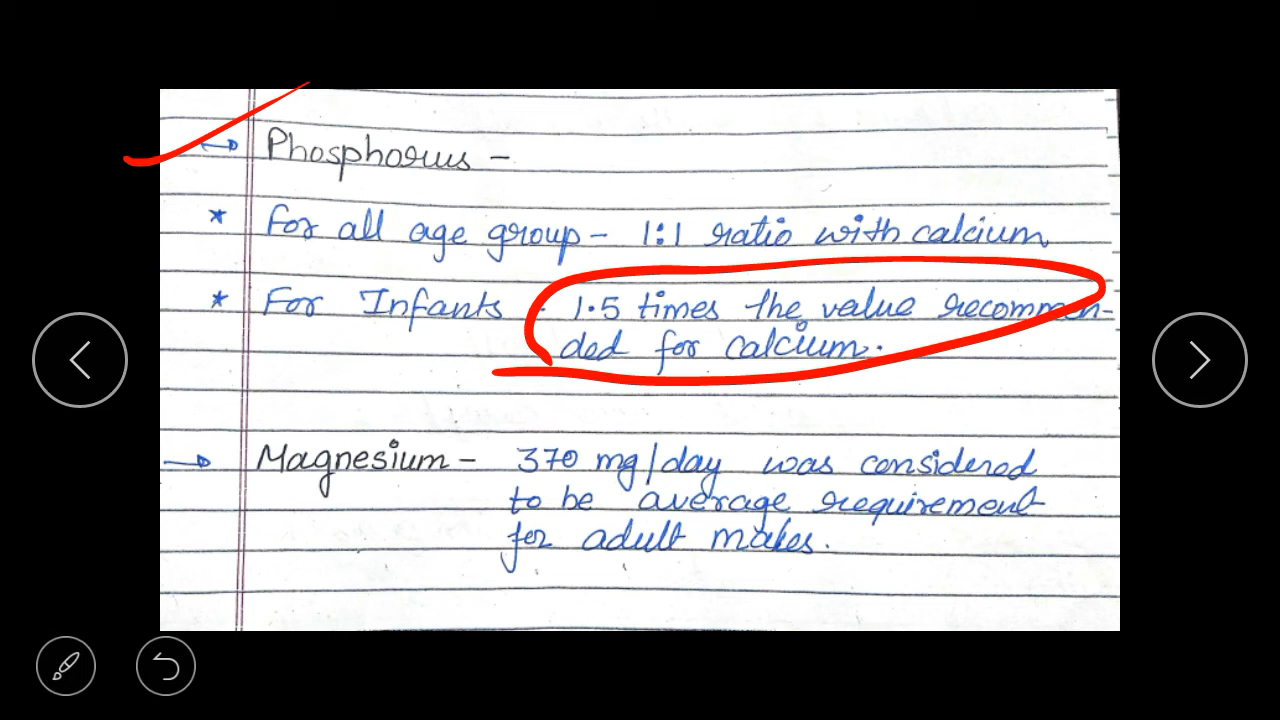 Phosphorus -
* For all age group - 1:1 ratio with calcium
* For Infants - 1.5 times the value recommen-
ded for calcium.
Magnesium - 370 mg/day was considered
to be average requirement
for adult males.